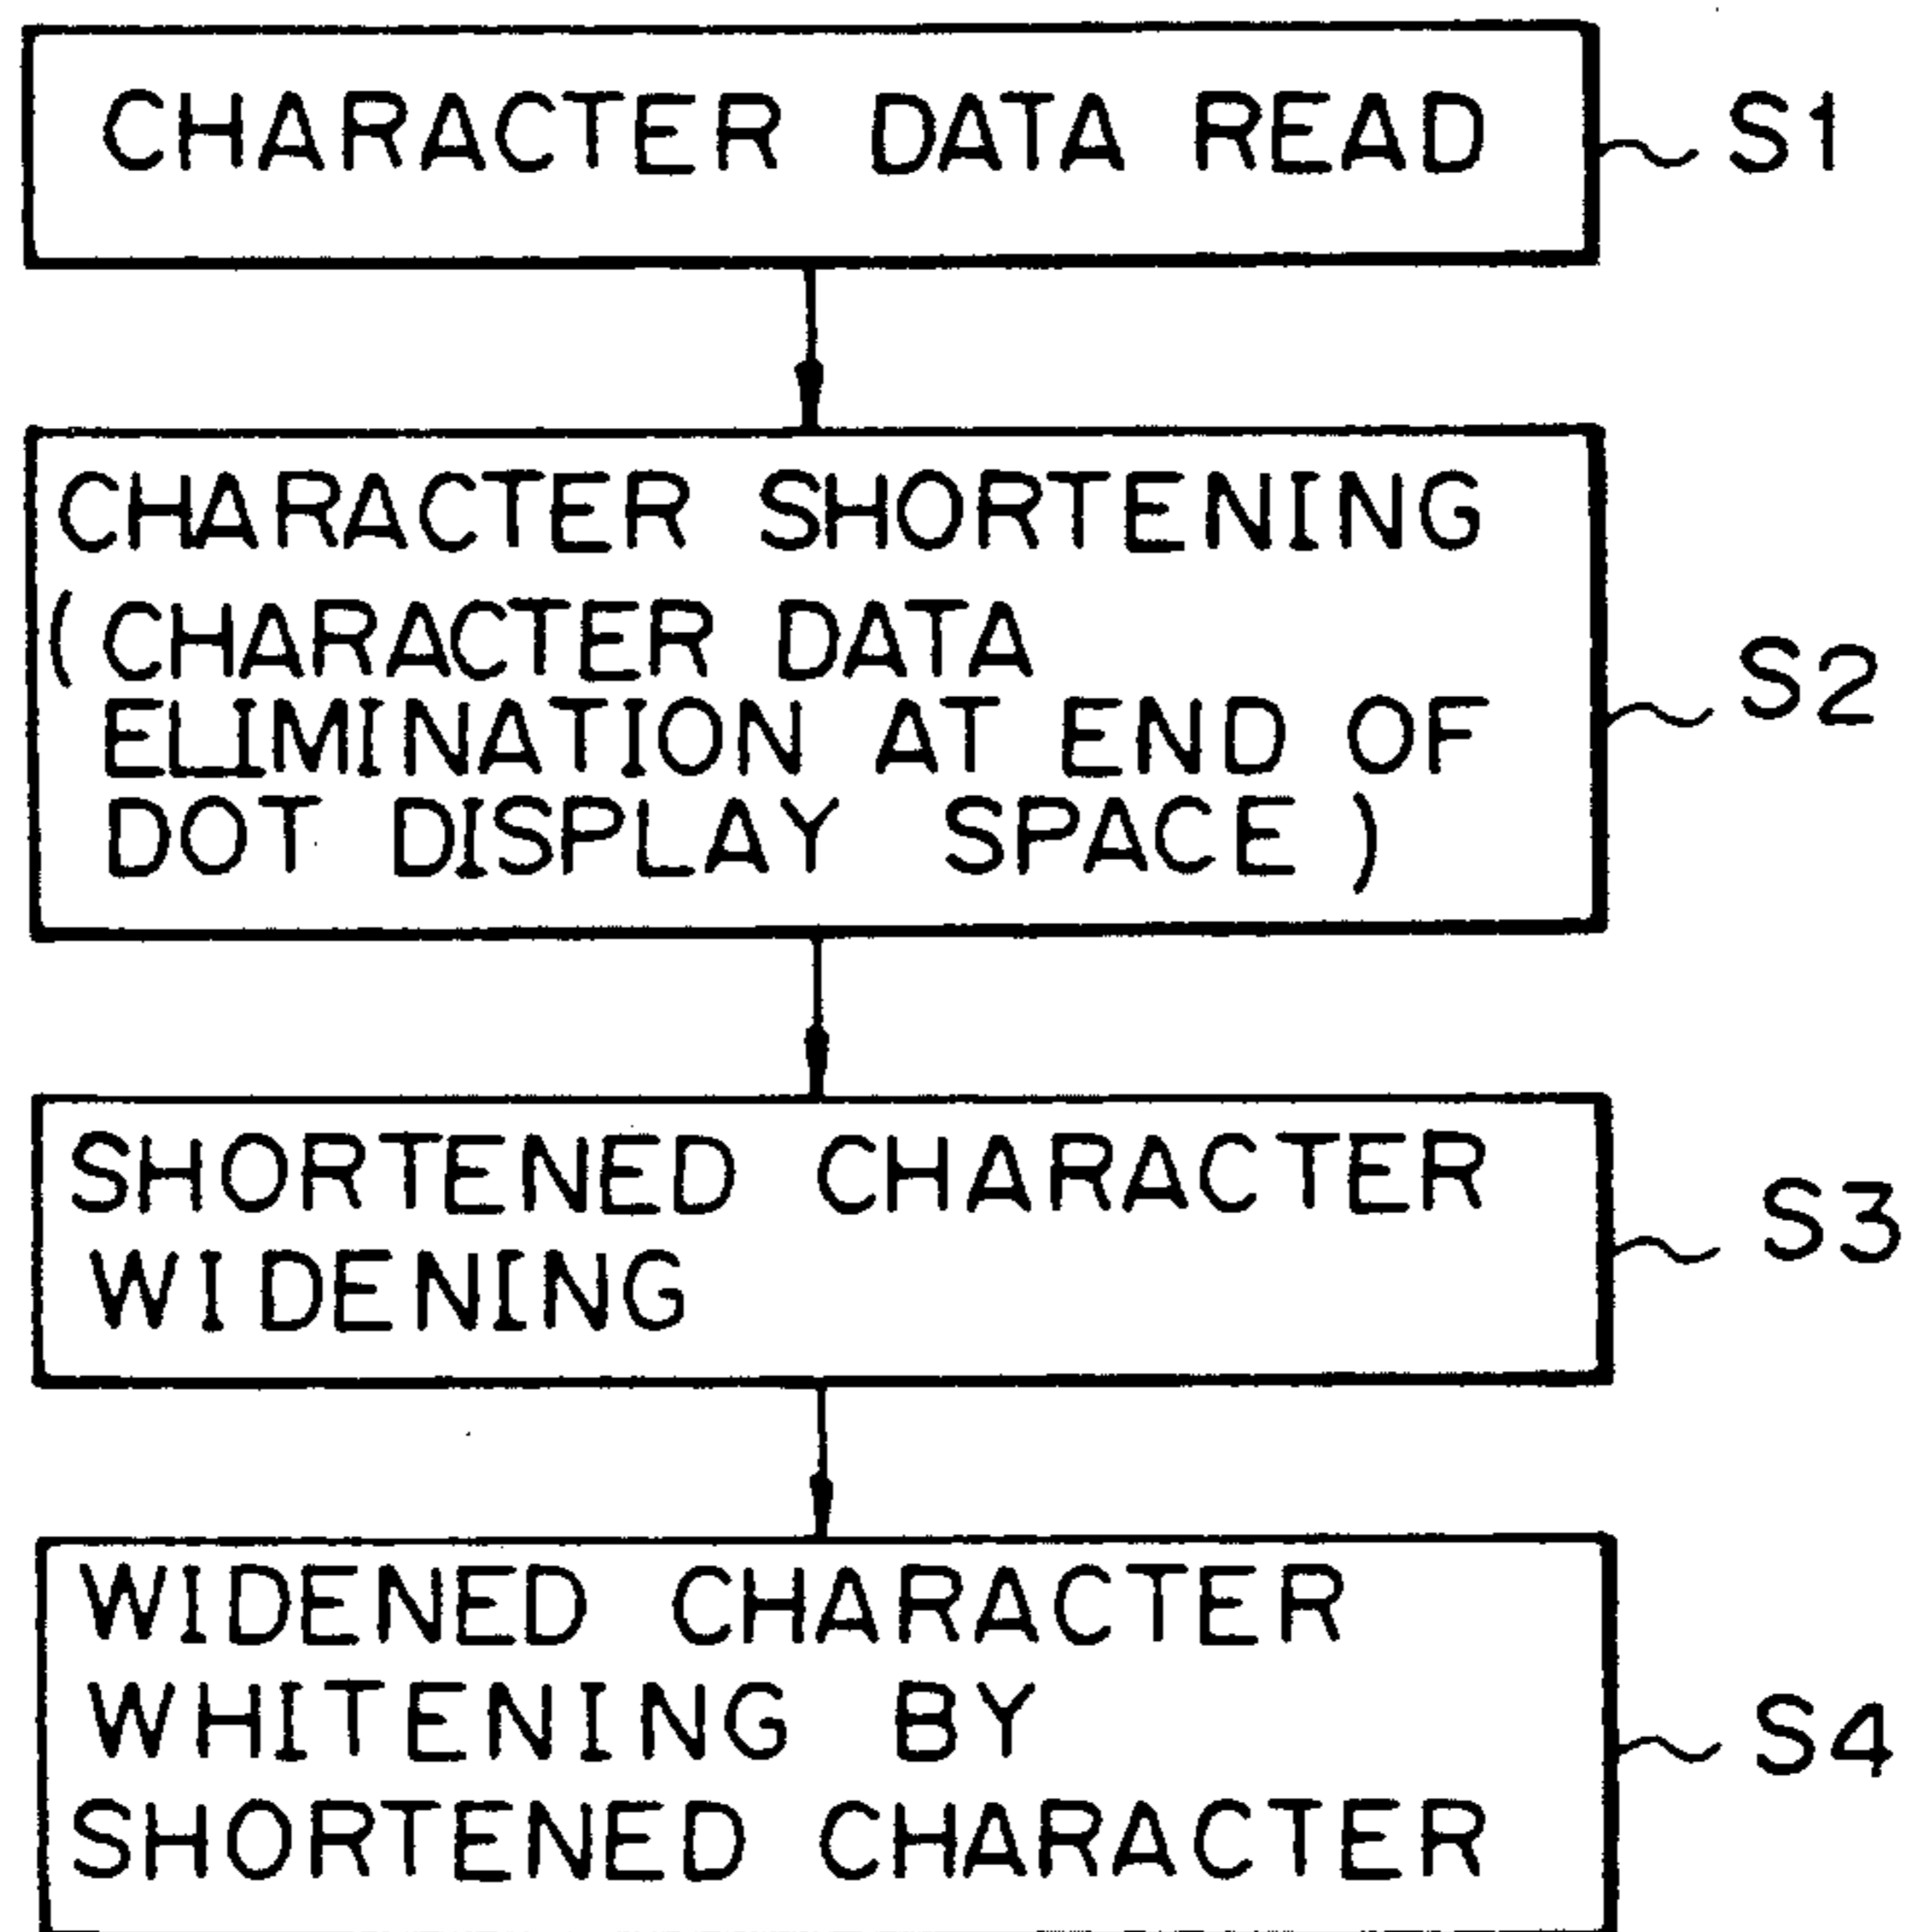 CHARACTER DATA READ
S1
CHARACTER SHORTENING
(CHARACTER DATA
ELIMINATION AT END OF
DOT DISPLAY SPACE)
S2
SHORTENED CHARACTER
WIDENING
S3
WIDENED CHARACTER
WHITENING BY
SHORTENED CHARACTER
S4